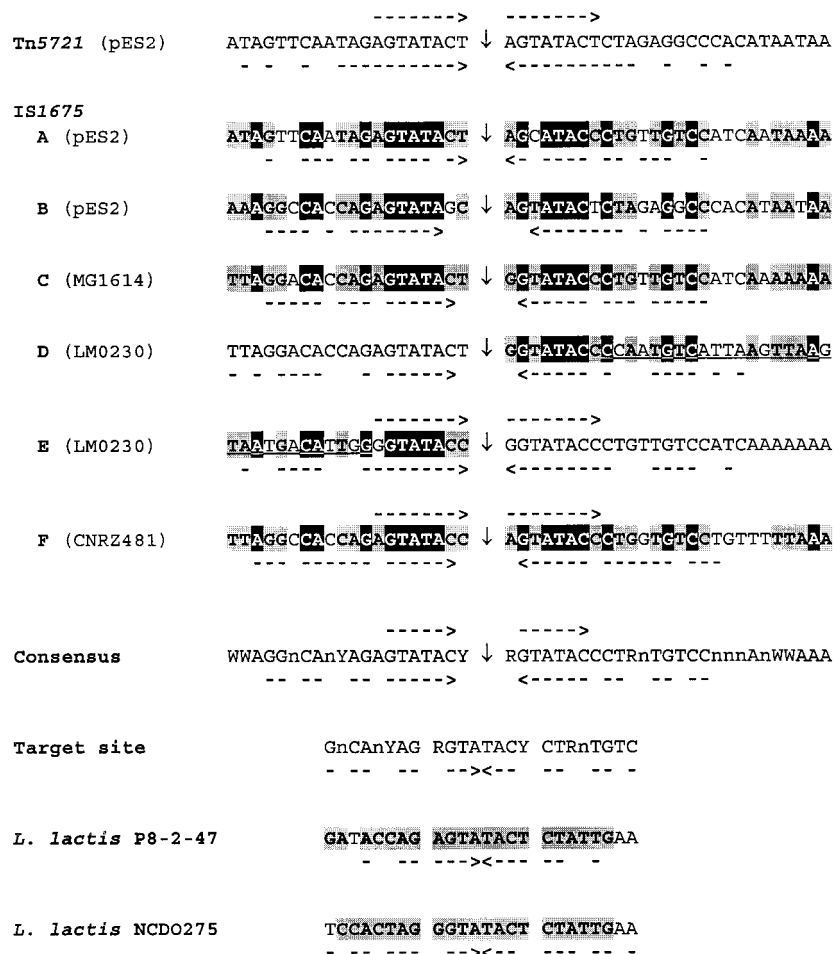 ----->     ----->
Tn5721 (pES2) ATAGTTCAATAGAGTATACT ↓ AGTATACTCTAGAGGCCCACATAATAA
IS1675
A (pES2) ATAGTTCAATAGAGTATACT ↓ AGCATACCCTGTTGTCCATCAATAAAA
B (pES2) AAAGGCCACCAGAGTATAGC ↓ AGTATACTCTAGAGGCCCACATAATAA
C (MG1614) TTAGGACACCAGAGTATACT ↓ GGTATACCCTGTTGTCCATCAAAAAAA
D (LM0230) TTAGGACACCAGAGTATACT ↓ GGTATACCCCAATGTCATTAAGTTAAG
E (LM0230) TAATGACATTGGGGTATACC ↓ GGTATACCCTGTTGTCCATCAAAAAAA
F (CNRZ481) TTAGGCCACCAGAGTATACC ↓ AGTATACCCTGGTGTCCTGTTTTTAAA
Consensus WWAGGnCAnYAGAGTATACY ↓ RGTATACCCTRnTGTCCnnnAnWWAAA
Target site GnCAnYAG RGTATACY CTRnTGTC
L. lactis P8-2-47 GATACCAG AGTATACT CTATTGAA
L. lactis NCDO275 TCCACTAG GGTATACT CTATTGAA